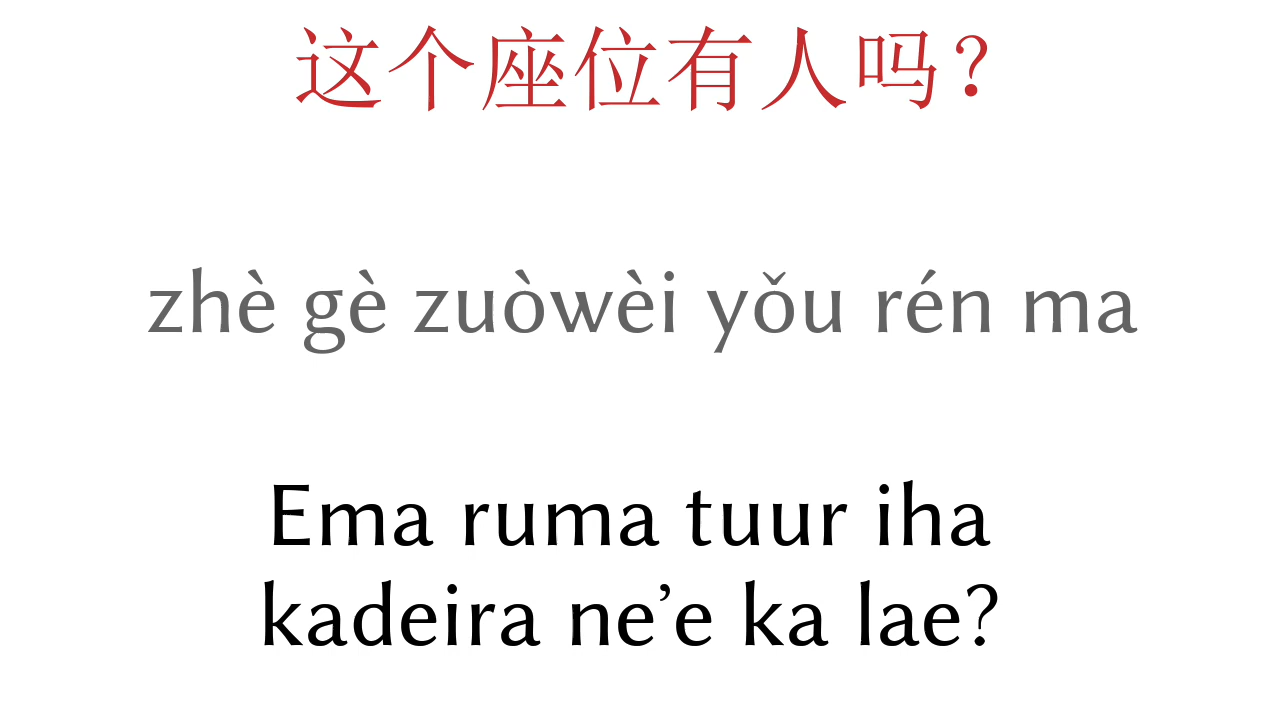 这个座位有人吗？
zhè gè zuòwèi yǒu rén ma
Ema ruma tuur iha
kadeira ne’e ka lae?